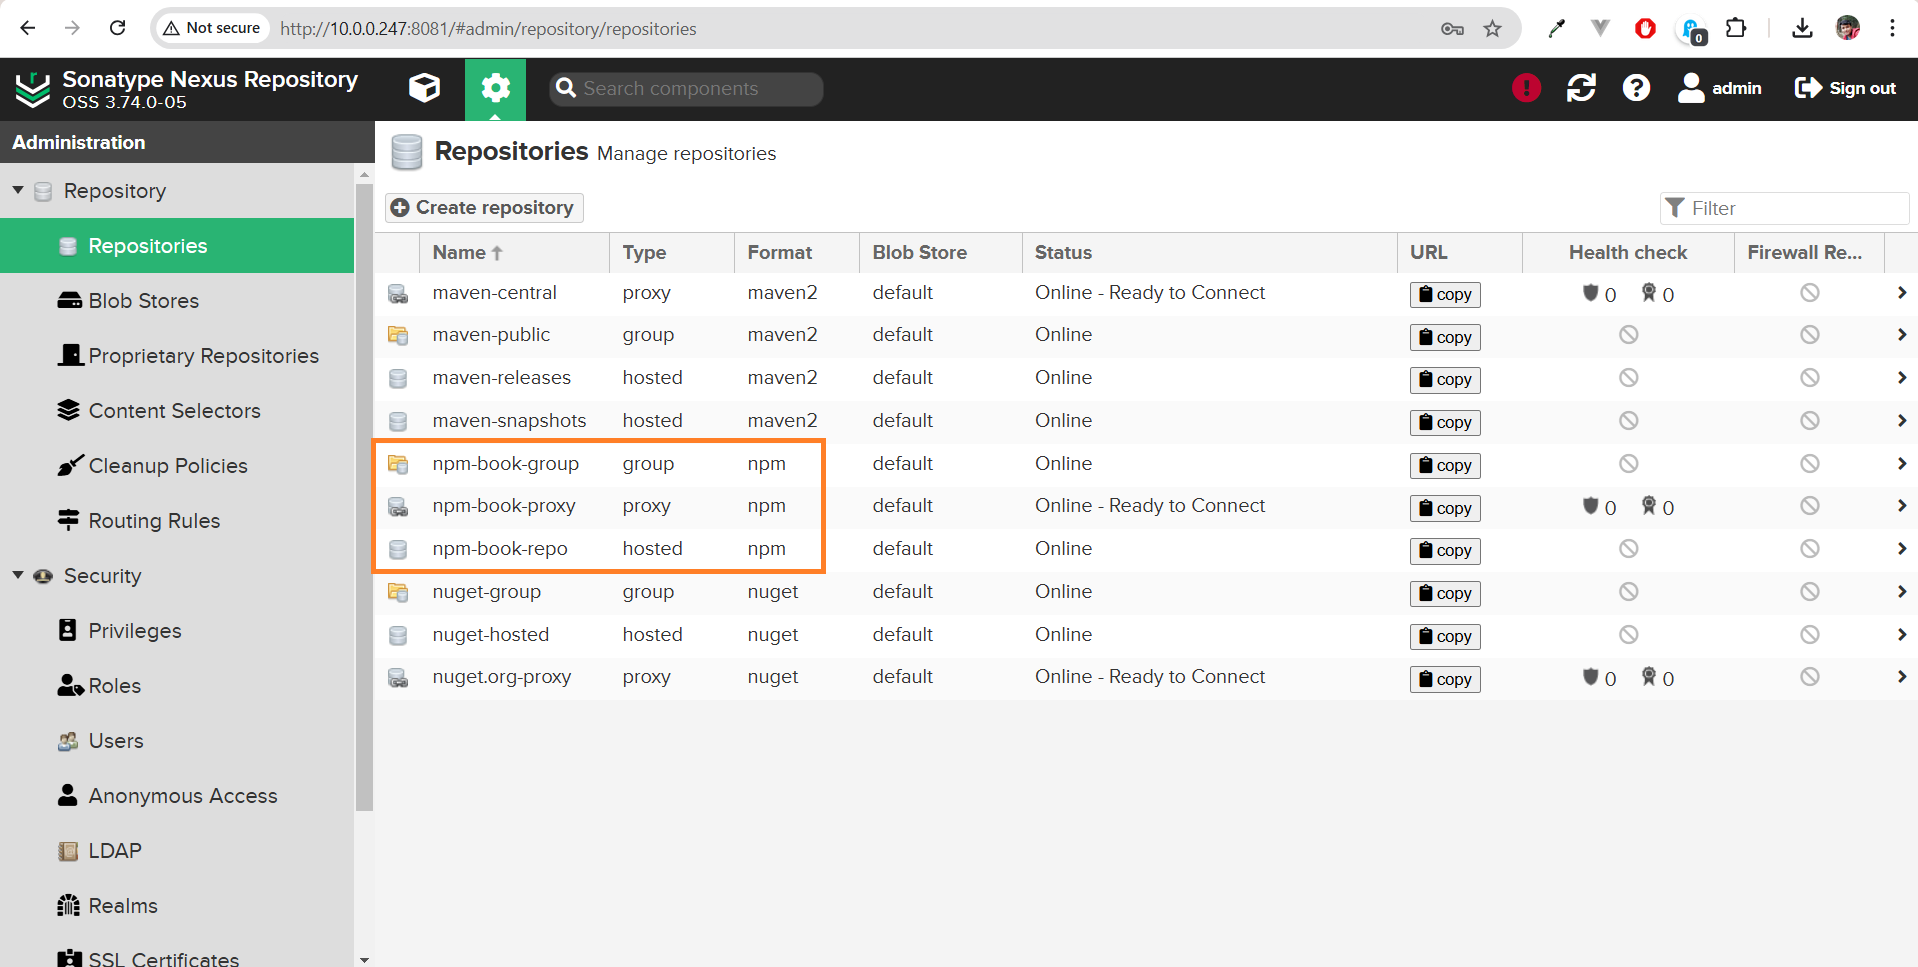 Not secure http://10.0.0.247:8081/#admin/repository/repositories
0
Sonatype Nexus Repository
OSS 3.74.0-05
Search components
admin Sign out
Administration
Repository
Repositories
Blob Stores
Proprietary Repositories
Content Selectors
Cleanup Policies
Routing Rules
Security
Privileges
Roles
Users
Anonymous Access
LDAP
Realms
SSL Certificates
Repositories Manage repositories
Create repository Filter
Name Type Format Blob Store Status URL Health check Firewall Re...
maven-central proxy maven2 default Online - Ready to Connect copy 0 0
maven-public group maven2 default Online copy
maven-releases hosted maven2 default Online copy
maven-snapshots hosted maven2 default Online copy
npm-book-group group npm default Online copy
npm-book-proxy proxy npm default Online - Ready to Connect copy 0 0
npm-book-repo hosted npm default Online copy
nuget-group group nuget default Online copy
nuget-hosted hosted nuget default Online copy
nuget.org-proxy proxy nuget default Online - Ready to Connect copy 0 0